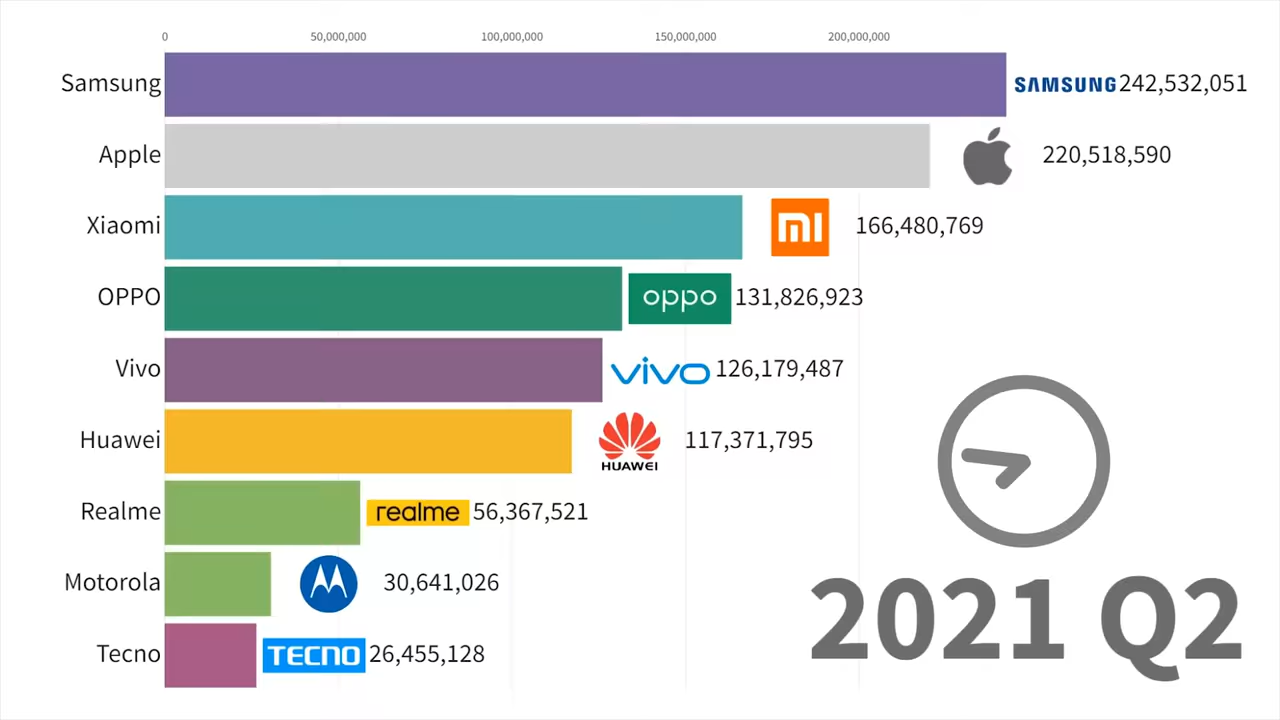 0 50,000,000 100,000,000 150,000,000 200,000,000
Samsung SAMSUNG 242,532,051
Apple 220,518,590
Xiaomi mi 166,480,769
OPPO oppo 131,826,923
Vivo vivo 126,179,487
Huawei HUAWEI 117,371,795
Realme realme 56,367,521
Motorola 30,641,026
Tecno TECNO 26,455,128
2021 Q2